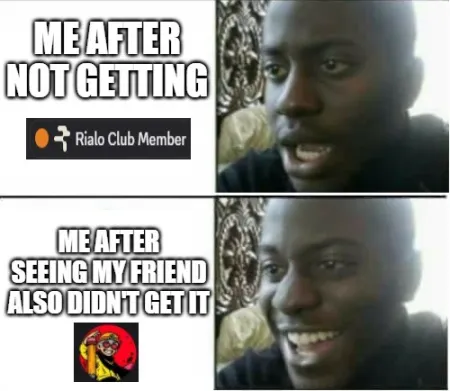 ME AFTER
NOT GETTING
Rialo Club Member
ME AFTER
SEEING MY FRIEND
ALSO DIDN'T GET IT